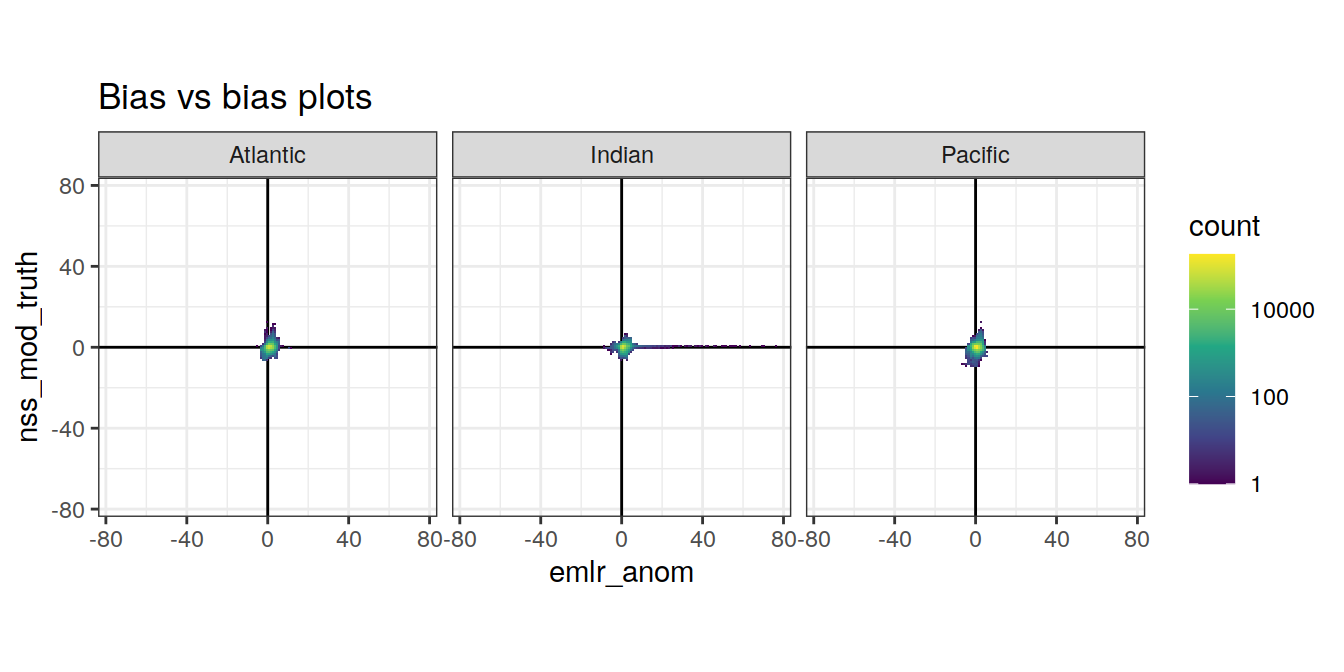 Bias vs bias plots
Atlantic Indian Pacific
80
40
0
-40
-80
nss_mod_truth
-80 -40 0 40 80 -80 -40 0 40 80 -80 -40 0 40 80
emlr_anom
count
10000
100
1